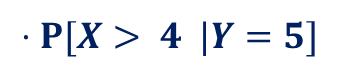 · P[X > 4 |Y = 5]